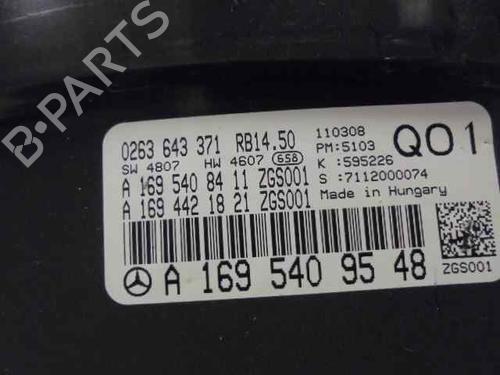 0263 643 371 RB14.50
SW 4807 HW 4607 658
A 169 540 84 11 ZGS001
A 169 442 18 21 ZGS001
110308
PM:5103
K :595226
S :7112000074
Q01
Made in Hungary
A 169 540 95 48
ZGS001
B-PARTS